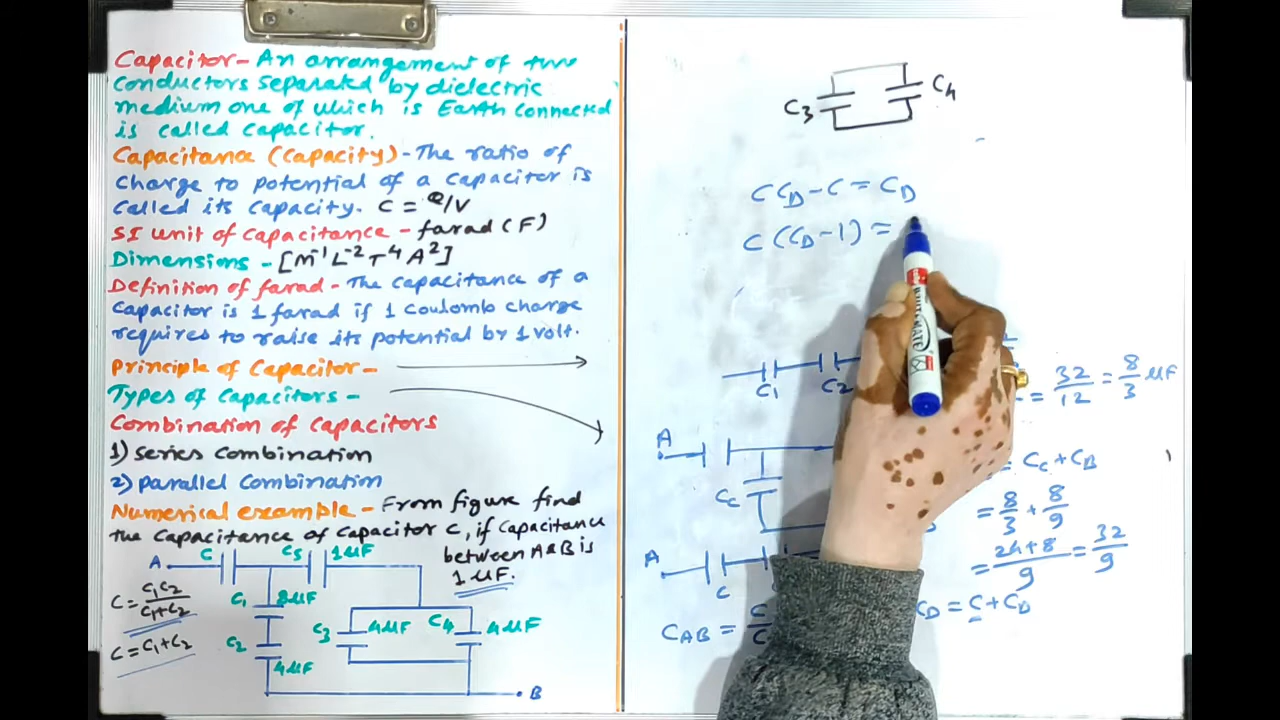 Capacitor- An arrangement of two
conductors separated by dielectric
medium one of which is Earth connected
is called capacitor.
Capacitance (capacity)- The ratio of
charge to potential of a capacitor is
called its capacity. C = Q/V
SI unit of capacitance - farad (F)
Dimensions - [M⁻¹ L⁻² T⁴ A²]
Definition of farad - The capacitance of a
capacitor is 1 farad if 1 coulomb charge
requires to raise its potential by 1 volt.
Principle of capacitor-
Types of capacitors -
Combination of capacitors
1) series combination
2) parallel combination
Numerical example - From figure find
the capacitance of capacitor C, if capacitance
between A & B is
1 μF.
A C C5 1μF
C = C1C2/C1+C2
C1
C2 4μF
C = C1+C2
C3 4μF C4 4μF
B
C3 C4
C CD - C = CD
C (CD - 1) =
C1 C2
= 32/12 = 8/3 μF
A
Cc
= Cc + CB
= 8/3 + 8/9
= 24+8/9 = 32/9
A C
CAB =
CD = C + CD
WHITEMATE